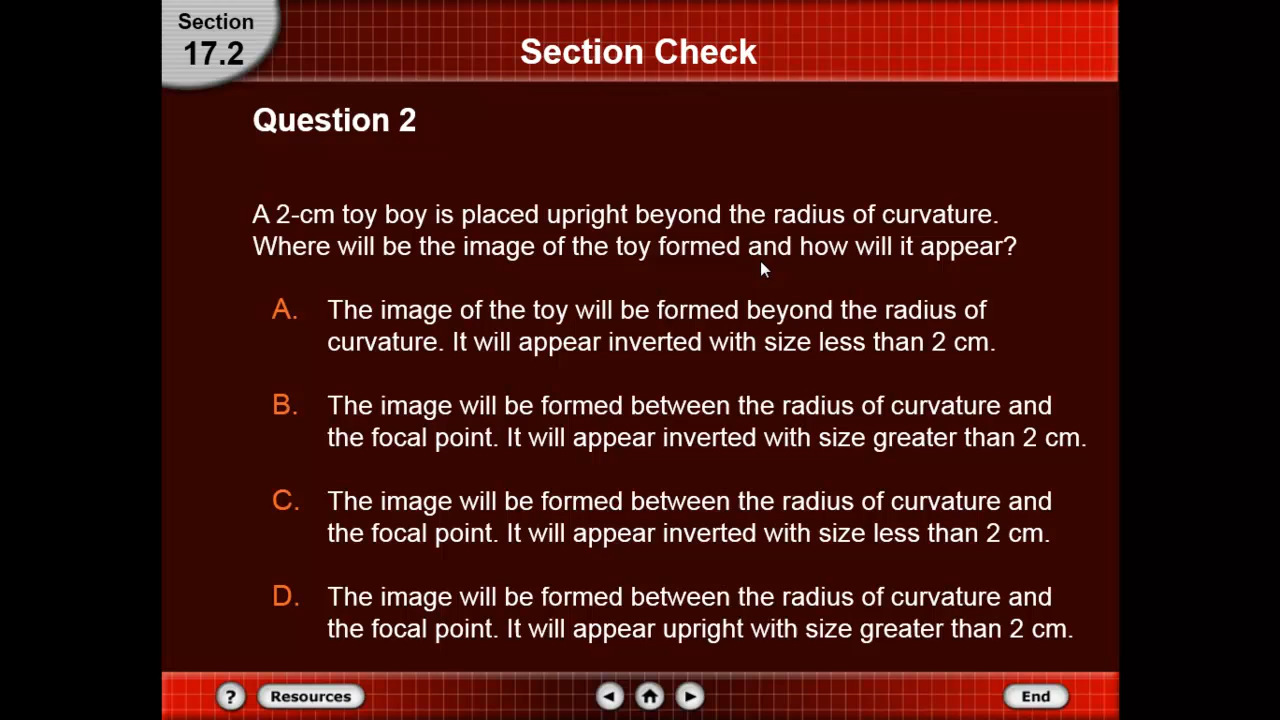 Section
17.2
Section Check
Question 2
A 2-cm toy boy is placed upright beyond the radius of curvature.
Where will be the image of the toy formed and how will it appear?
A. The image of the toy will be formed beyond the radius of
curvature. It will appear inverted with size less than 2 cm.
B. The image will be formed between the radius of curvature and
the focal point. It will appear inverted with size greater than 2 cm.
C. The image will be formed between the radius of curvature and
the focal point. It will appear inverted with size less than 2 cm.
D. The image will be formed between the radius of curvature and
the focal point. It will appear upright with size greater than 2 cm.
? Resources End